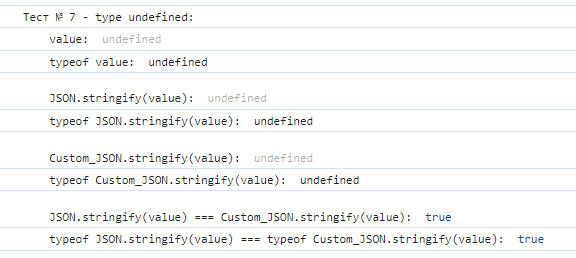 Тест № 7 - type undefined:
value: undefined
typeof value: undefined
JSON.stringify(value): undefined
typeof JSON.stringify(value): undefined
Custom_JSON.stringify(value): undefined
typeof Custom_JSON.stringify(value): undefined
JSON.stringify(value) === Custom_JSON.stringify(value): true
typeof JSON.stringify(value) === typeof Custom_JSON.stringify(value): true